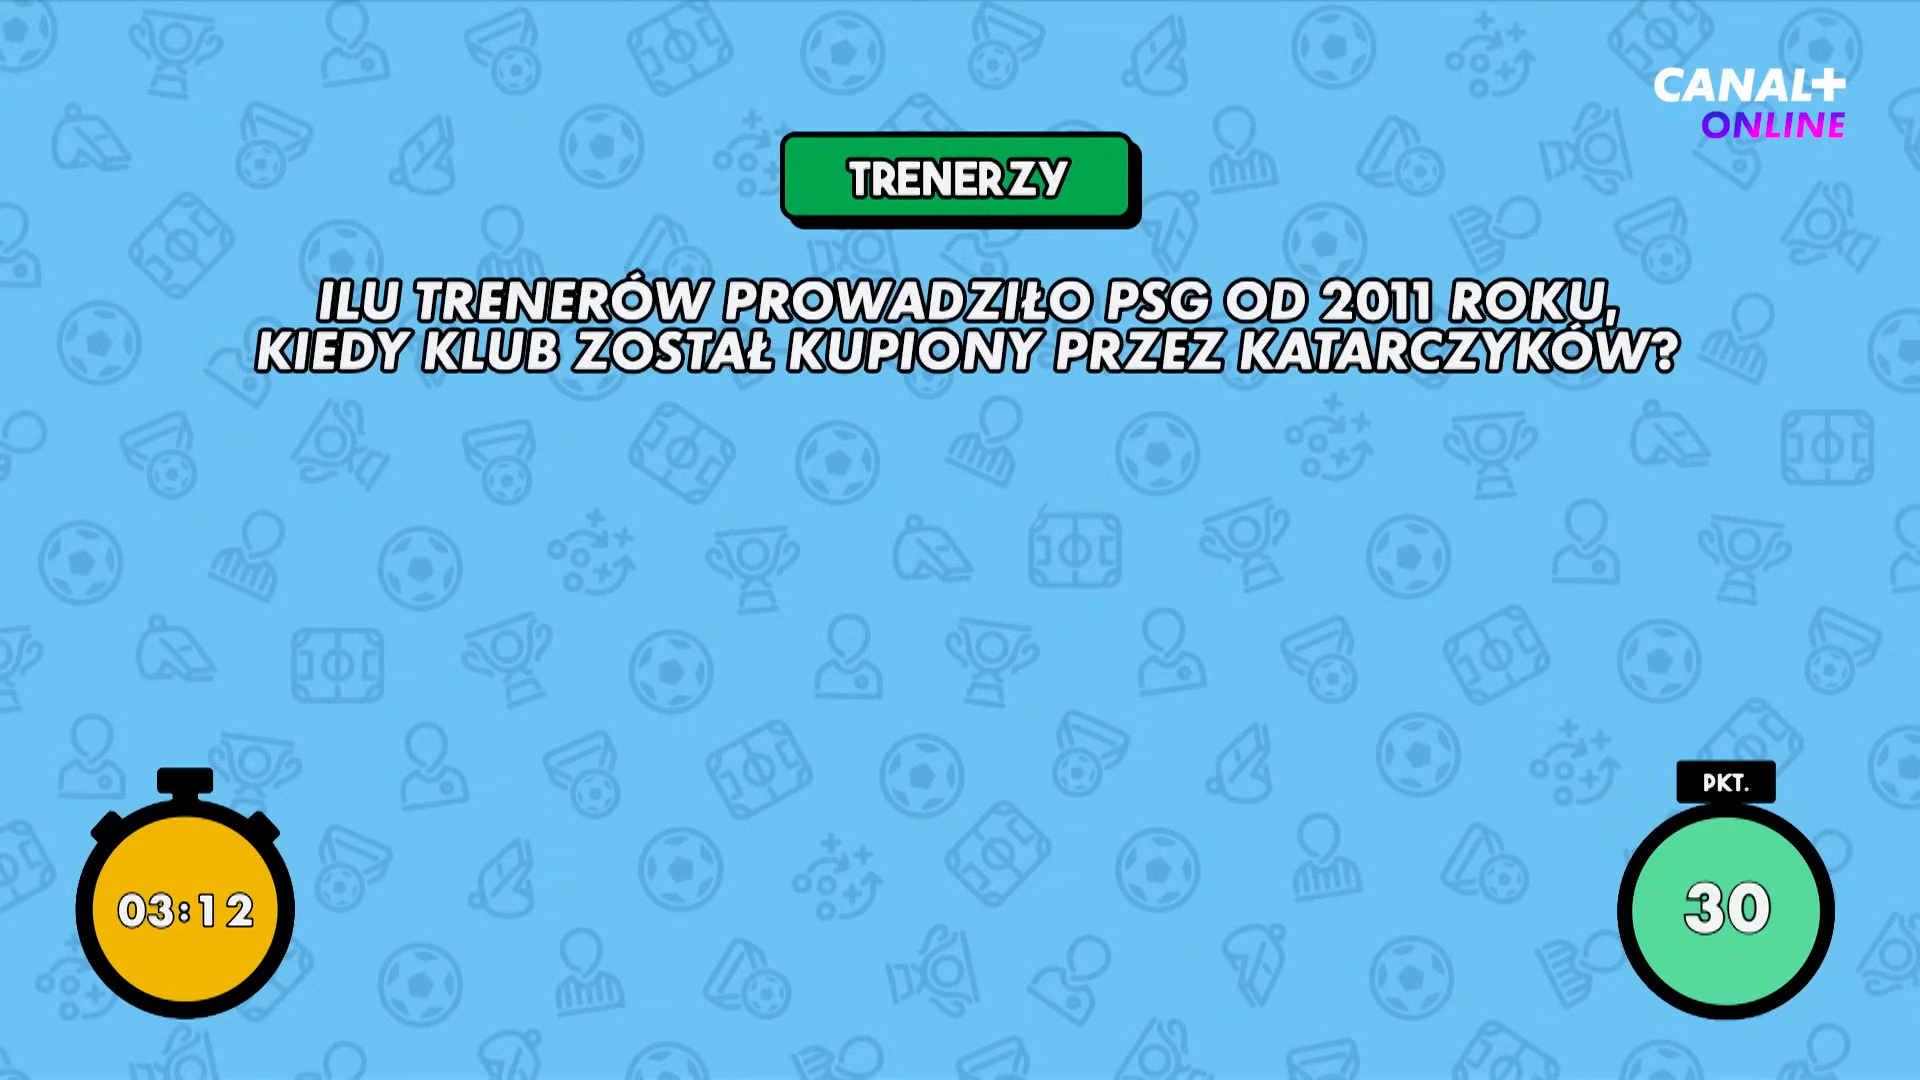 CANAL+
ONLINE
TRENERZY
ILU TRENERÓW PROWADZIŁO PSG OD 2011 ROKU,
KIEDY KLUB ZOSTAŁ KUPIONY PRZEZ KATARCZYKÓW?
03:12
PKT.
30